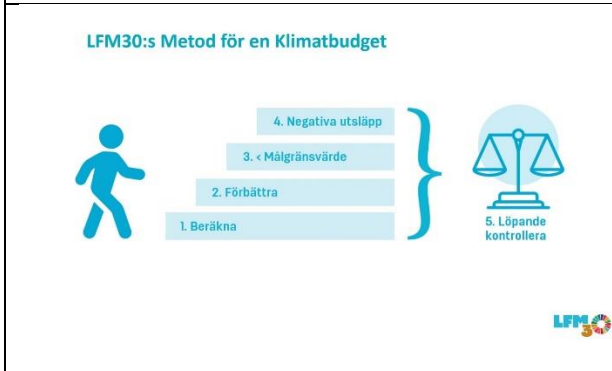 LFM30:s Metod för en Klimatbudget
4. Negativa utsläpp
3. < Målgränsvärde
2. Förbättra
1. Beräkna
5. Löpande
kontrollera
LFM30